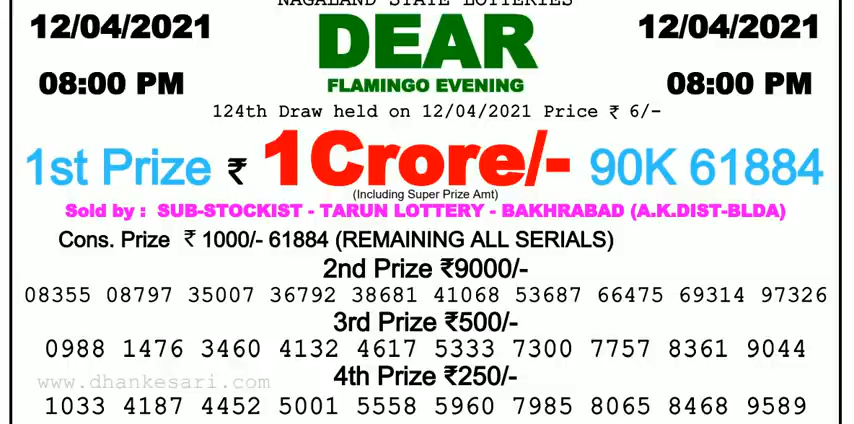 NAGALAND STATE LOTTERIES
12/04/2021 DEAR 12/04/2021
08:00 PM FLAMINGO EVENING 08:00 PM
124th Draw held on 12/04/2021 Price ₹ 6/-
1st Prize ₹ 1Crore/- 90K 61884
(Including Super Prize Amt)
Sold by : SUB-STOCKIST - TARUN LOTTERY - BAKHRABAD (A.K.DIST-BLDA)
Cons. Prize ₹ 1000/- 61884 (REMAINING ALL SERIALS)
2nd Prize ₹9000/-
08355 08797 35007 36792 38681 41068 53687 66475 69314 97326
3rd Prize ₹500/-
0988 1476 3460 4132 4617 5333 7300 7757 8361 9044
www.dhankesari.com
4th Prize ₹250/-
1033 4187 4452 5001 5558 5960 7985 8065 8468 9589